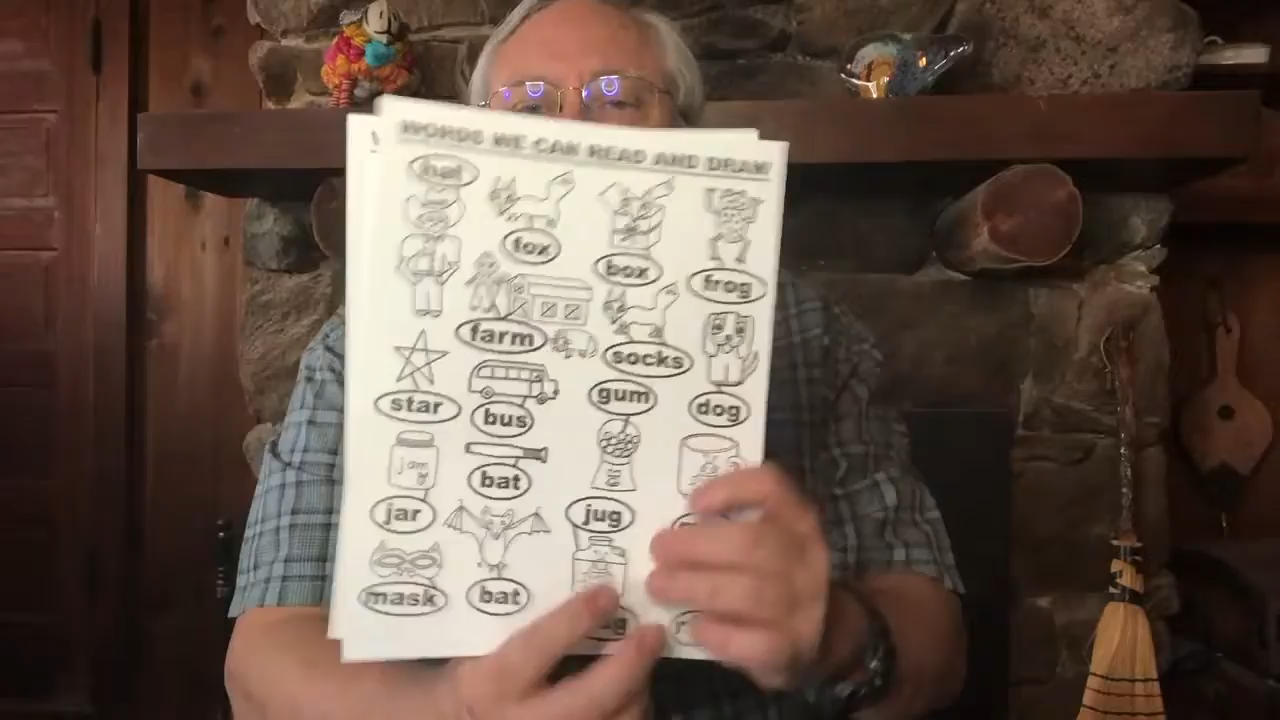 WORDS WE CAN READ AND DRAW
hat
fox
box
frog
farm
socks
star
bus
gum
dog
jam
jar
bat
jug
mask
bat